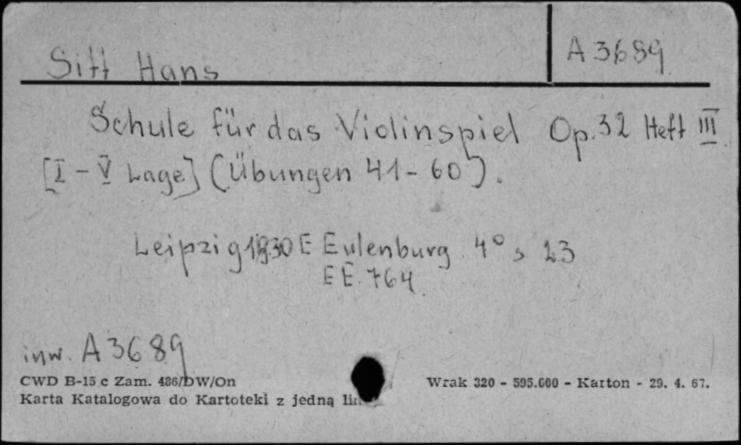 Sitt Hans
A 3689
Schule für das Violinspiel Op. 32 Heft III
[I - V Lage] (Übungen 41 - 60).
Leipzig 1930 E Eulenburg 4° s 23
E E. 764
inw. A 3689
CWD B-15 c Zam. 486/DW/On
Wrak 320 - 595.000 - Karton - 29. 4. 67.
Karta Katalogowa do Kartoteki z jedną